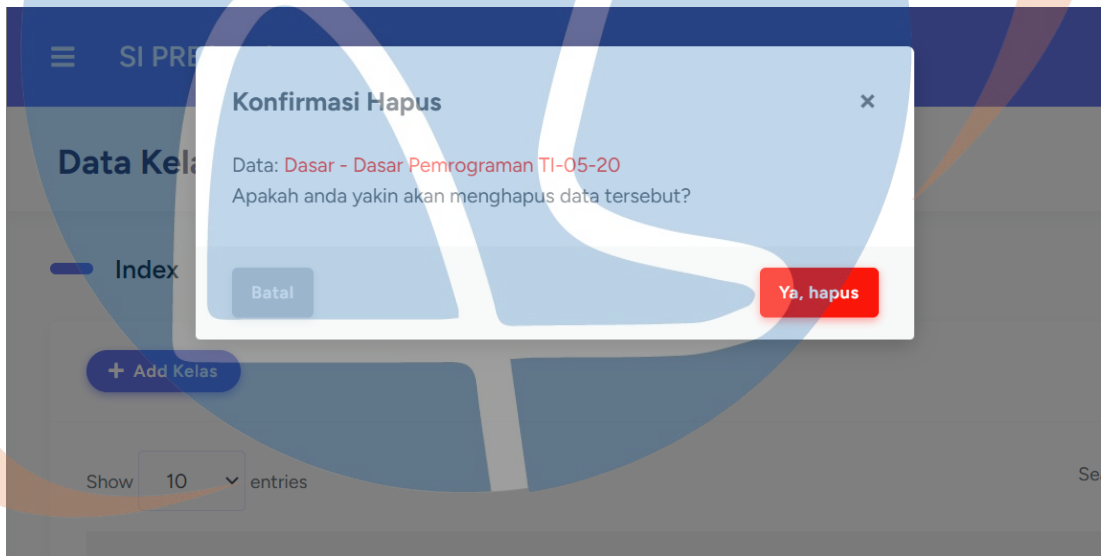 SI PRE
Konfirmasi Hapus
Data Kela
Data: Dasar - Dasar Pemrograman TI-05-20
Apakah anda yakin akan menghapus data tersebut?
Index
Batal
Ya, hapus
+ Add Kelas
Show 10 entries
Sea